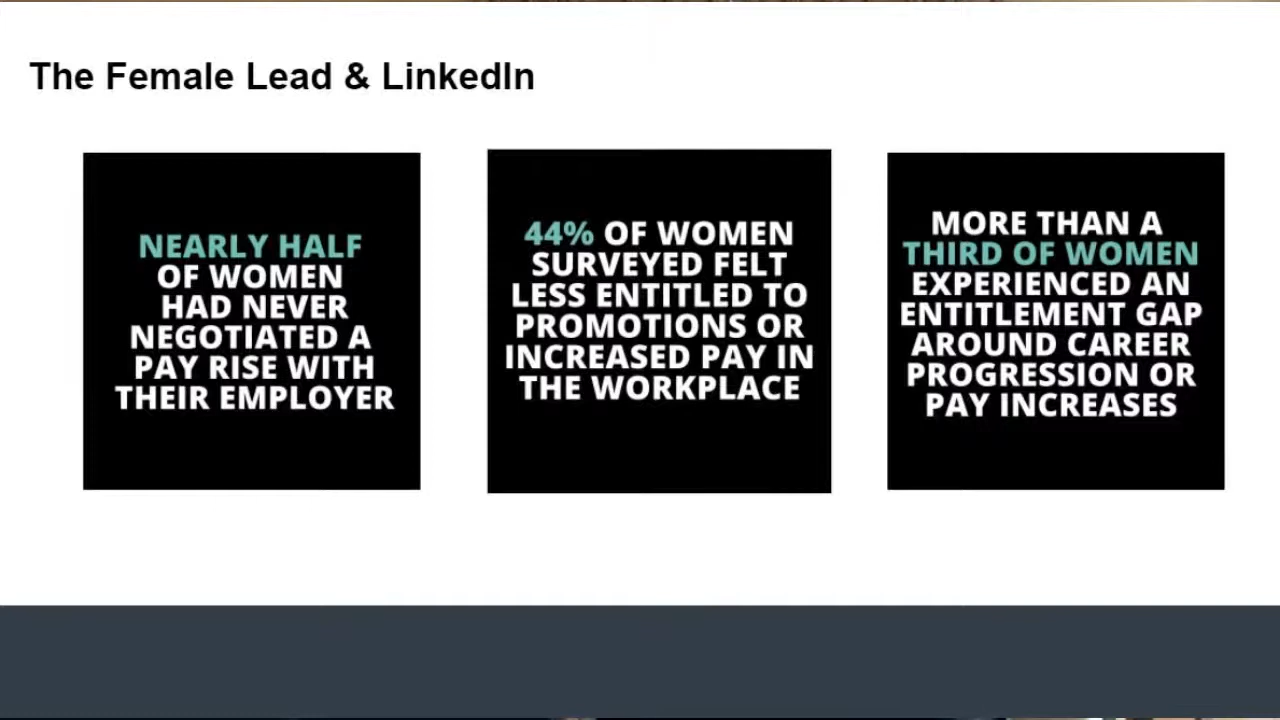 The Female Lead & LinkedIn
NEARLY HALF
OF WOMEN
HAD NEVER
NEGOTIATED A
PAY RISE WITH
THEIR EMPLOYER
44% OF WOMEN
SURVEYED FELT
LESS ENTITLED TO
PROMOTIONS OR
INCREASED PAY IN
THE WORKPLACE
MORE THAN A
THIRD OF WOMEN
EXPERIENCED AN
ENTITLEMENT GAP
AROUND CAREER
PROGRESSION OR
PAY INCREASES